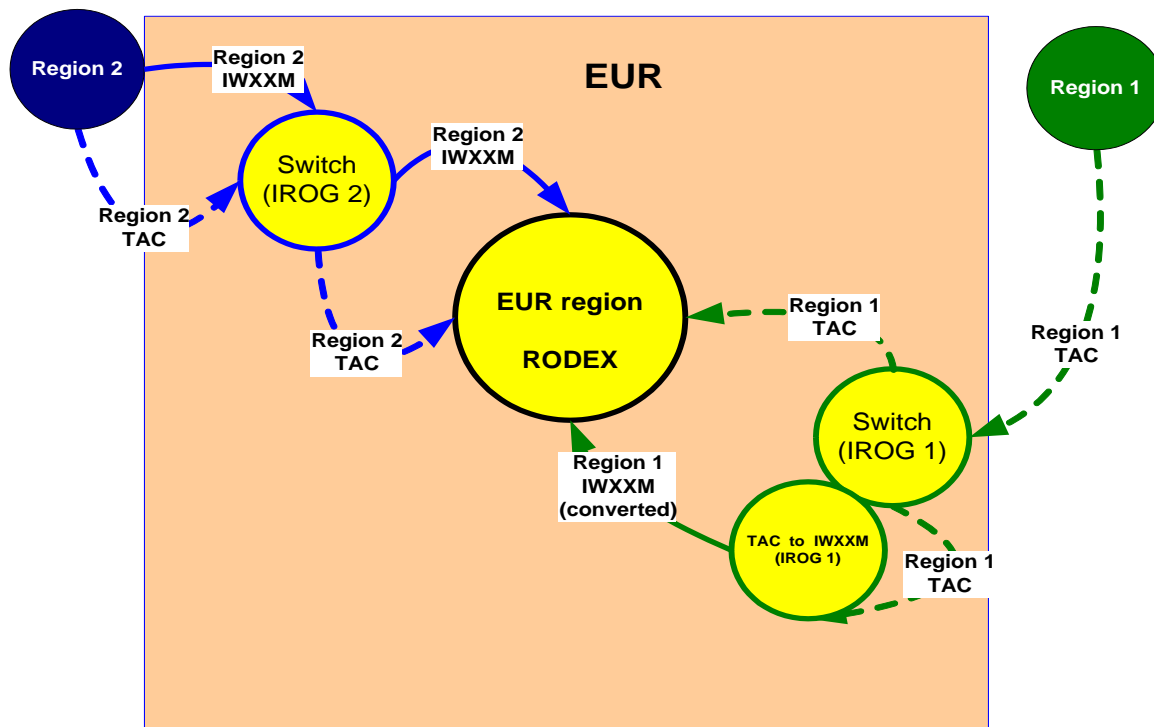 Region 2
Region 2
IWXXM
EUR
Region 1
Switch
(IROG 2)
Region 2
IWXXM
Region 2
TAC
Region 2
TAC
EUR region
RODEX
Region 1
TAC
Region 1
TAC
Switch
(IROG 1)
Region 1
IWXXM
(converted)
TAC to IWXXM
(IROG 1)
Region 1
TAC